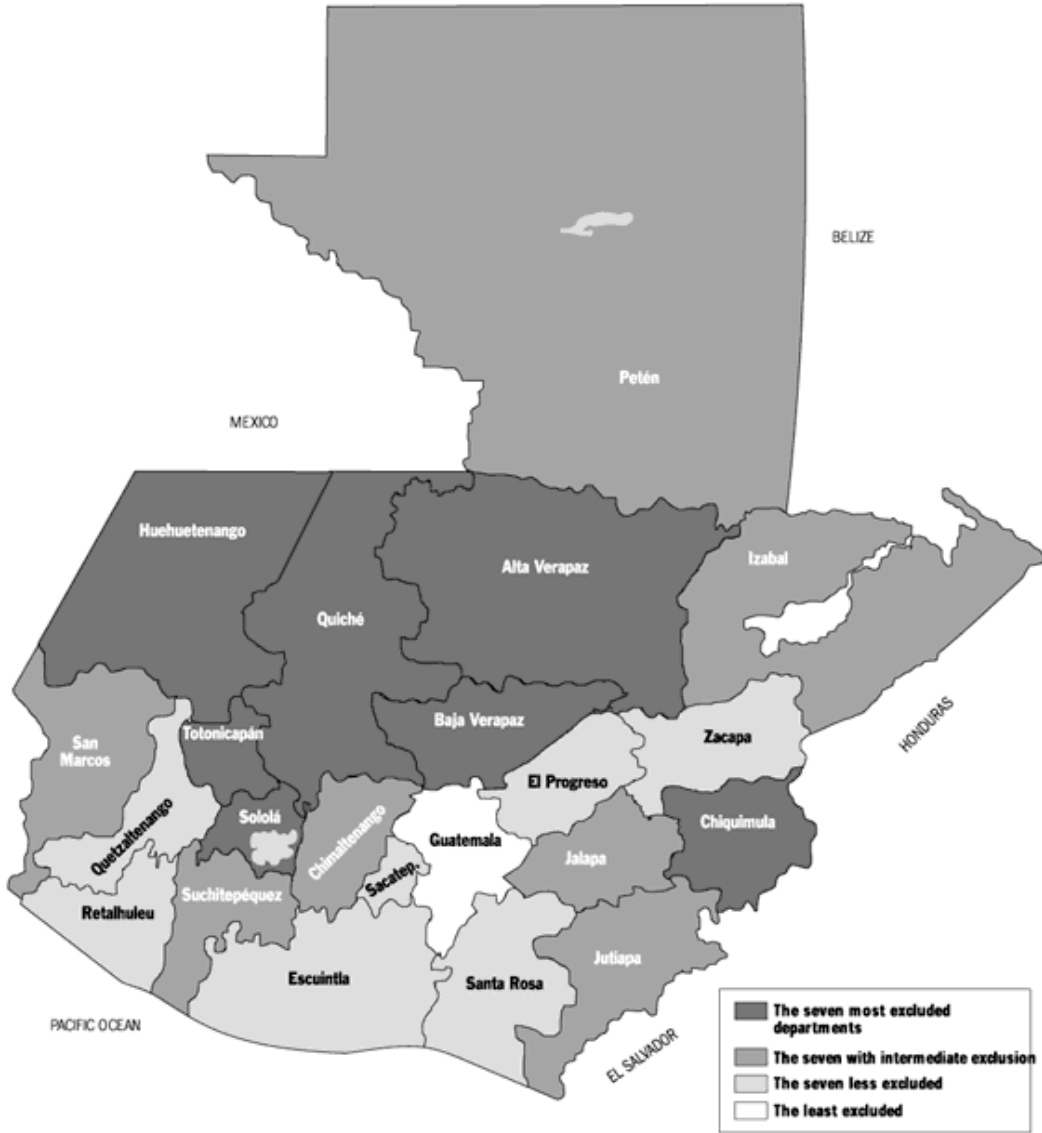 BELIZE
Petén
MEXICO
Huehuetenango
Alta Verapaz
Izabal
Quiché
HONDURAS
Baja Verapaz
Totonicapán
Zacapa
San
Marcos
El Progreso
Quetzaltenango
Sololá
Chimaltenango
Guatemala
Chiquimula
Jalapa
Sacatep.
Suchitepéquez
Retalhuleu
Jutiapa
Escuintla
Santa Rosa
PACIFIC OCEAN
EL SALVADOR
The seven most excluded
departments
The seven with intermediate exclusion
The seven less excluded
The least excluded